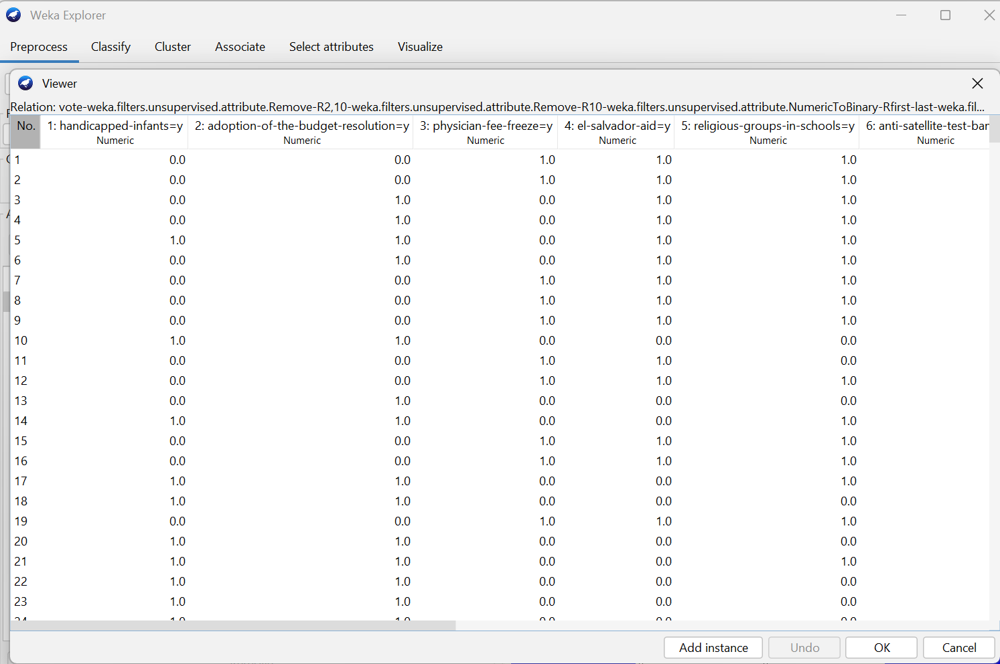 Weka Explorer
Preprocess Classify Cluster Associate Select attributes Visualize
Viewer
Relation: vote-weka.filters.unsupervised.attribute.Remove-R2,10-weka.filters.unsupervised.attribute.Remove-R10-weka.filters.unsupervised.attribute.NumericToBinary-Rfirst-last-weka.fil...
No. 1: handicapped-infants=y 2: adoption-of-the-budget-resolution=y 3: physician-fee-freeze=y 4: el-salvador-aid=y 5: religious-groups-in-schools=y 6: anti-satellite-test-ban
Numeric Numeric Numeric Numeric Numeric Numeric
1 0.0 0.0 1.0 1.0 1.0
2 0.0 0.0 1.0 1.0 1.0
3 0.0 1.0 0.0 1.0 1.0
4 0.0 1.0 0.0 1.0 1.0
5 1.0 1.0 0.0 1.0 1.0
6 0.0 1.0 0.0 1.0 1.0
7 0.0 0.0 1.0 1.0 1.0
8 0.0 0.0 1.0 1.0 1.0
9 0.0 0.0 1.0 1.0 1.0
10 1.0 1.0 0.0 0.0 0.0
11 0.0 0.0 1.0 1.0 0.0
12 0.0 0.0 1.0 1.0 1.0
13 0.0 1.0 0.0 0.0 0.0
14 1.0 1.0 0.0 0.0 1.0
15 0.0 0.0 1.0 1.0 1.0
16 0.0 0.0 1.0 1.0 1.0
17 1.0 1.0 0.0 0.0 1.0
18 1.0 1.0 0.0 0.0 0.0
19 0.0 0.0 1.0 1.0 1.0
20 1.0 1.0 0.0 0.0 0.0
21 1.0 1.0 0.0 0.0 1.0
22 1.0 1.0 0.0 0.0 0.0
23 1.0 1.0 0.0 0.0 0.0
24 1.0 1.0 0.0 0.0 0.0
Add instance Undo OK Cancel